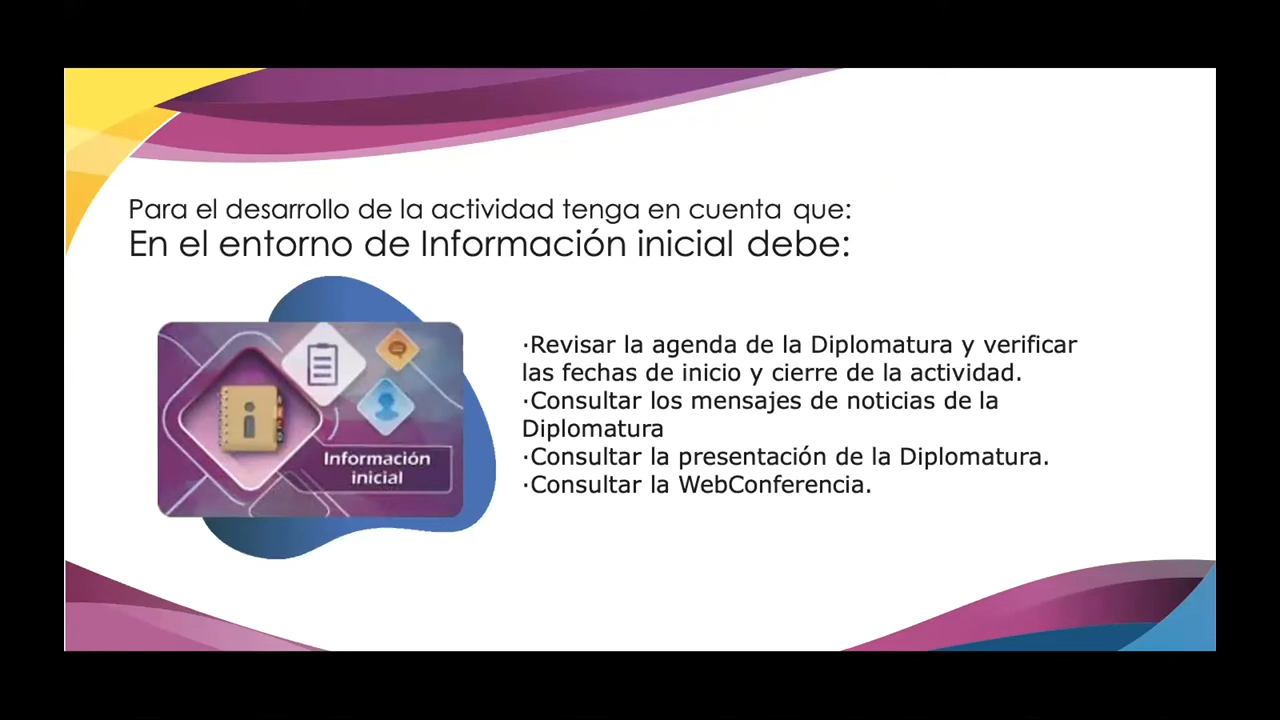 Para el desarrollo de la actividad tenga en cuenta que:
En el entorno de Información inicial debe:
Información
inicial
·Revisar la agenda de la Diplomatura y verificar
las fechas de inicio y cierre de la actividad.
·Consultar los mensajes de noticias de la
Diplomatura
·Consultar la presentación de la Diplomatura.
·Consultar la WebConferencia.